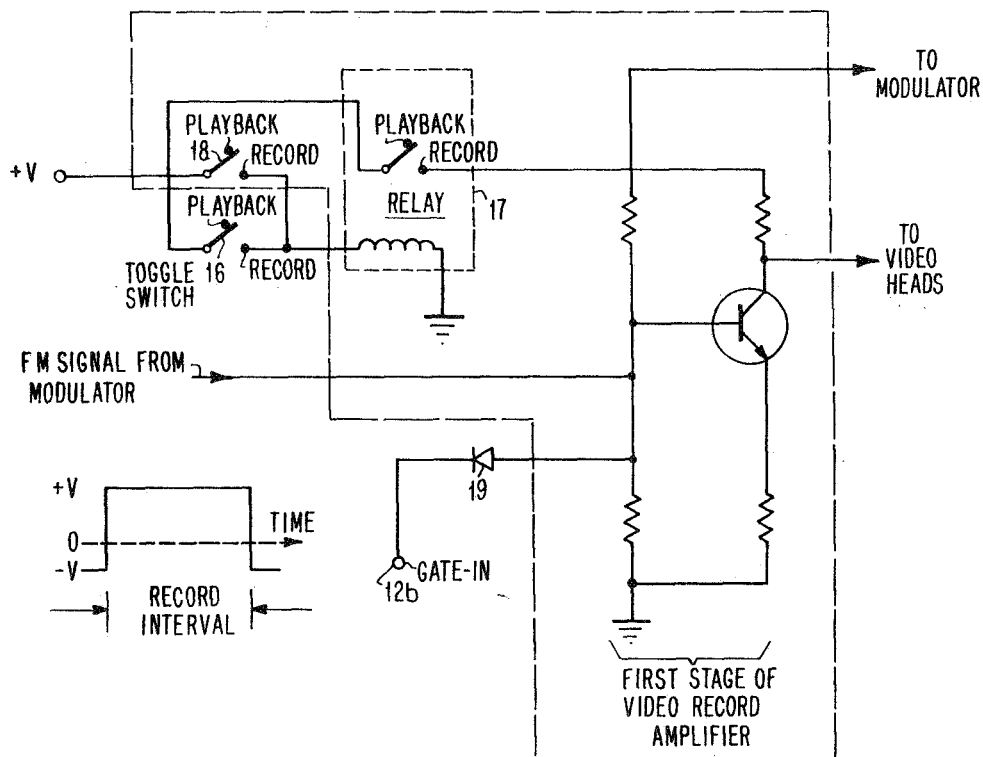 TO
MODULATOR
PLAYBACK
18
RECORD
PLAYBACK
RECORD
+V
RELAY
17
PLAYBACK
TOGGLE
SWITCH
16
RECORD
TO
VIDEO
HEADS
FM SIGNAL FROM
MODULATOR
19
+V
0
-V
TIME
GATE-IN
12b
RECORD
INTERVAL
FIRST STAGE OF
VIDEO RECORD
AMPLIFIER